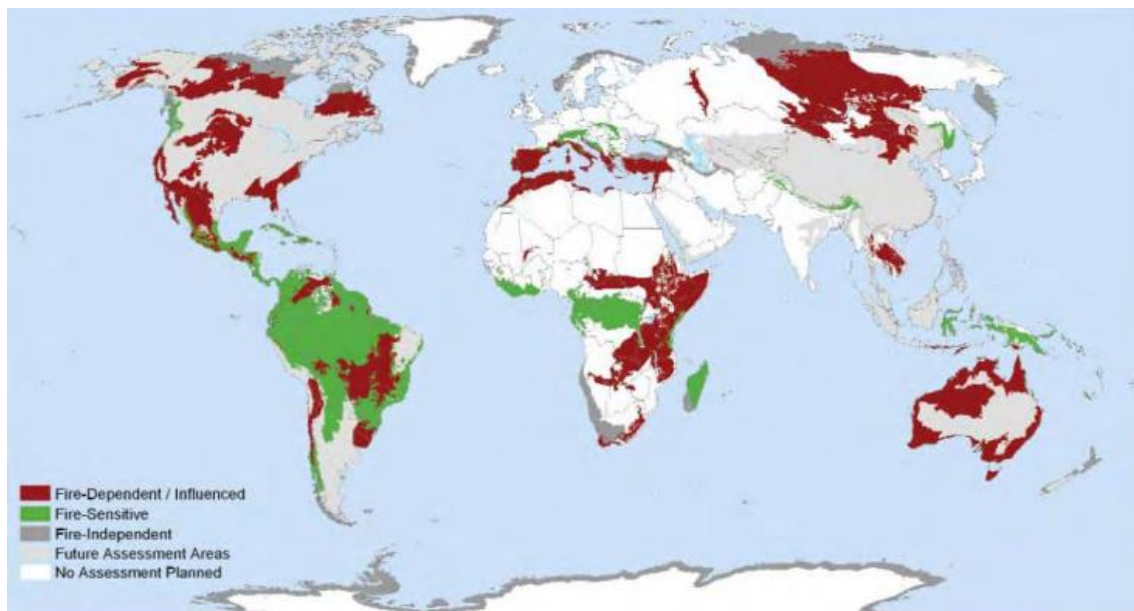 Fire-Dependent / Influenced
Fire-Sensitive
Fire-Independent
Future Assessment Areas
No Assessment Planned